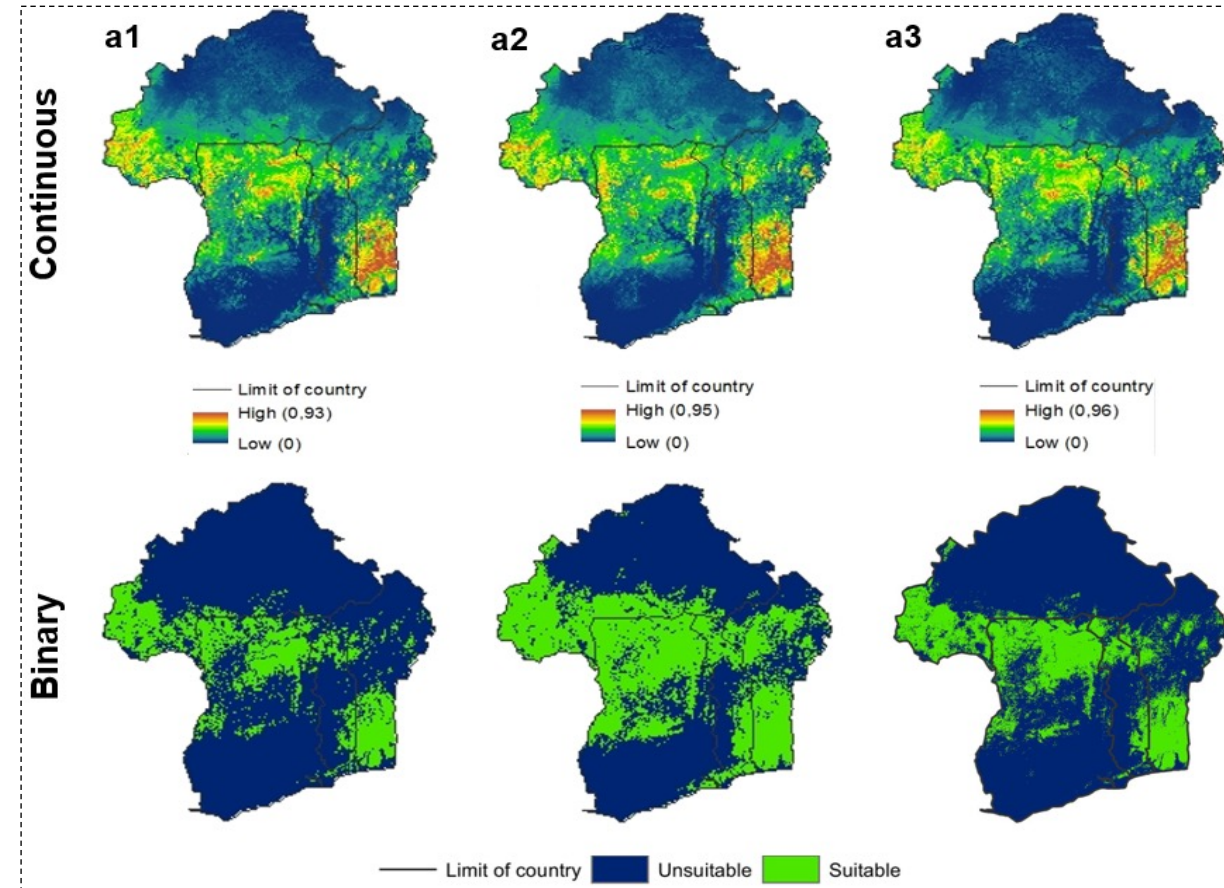 a1
a2
a3
Continuous
Limit of country
High (0,93)
Low (0)
Limit of country
High (0,95)
Low (0)
Limit of country
High (0,96)
Low (0)
Binary
Limit of country Unsuitable Suitable